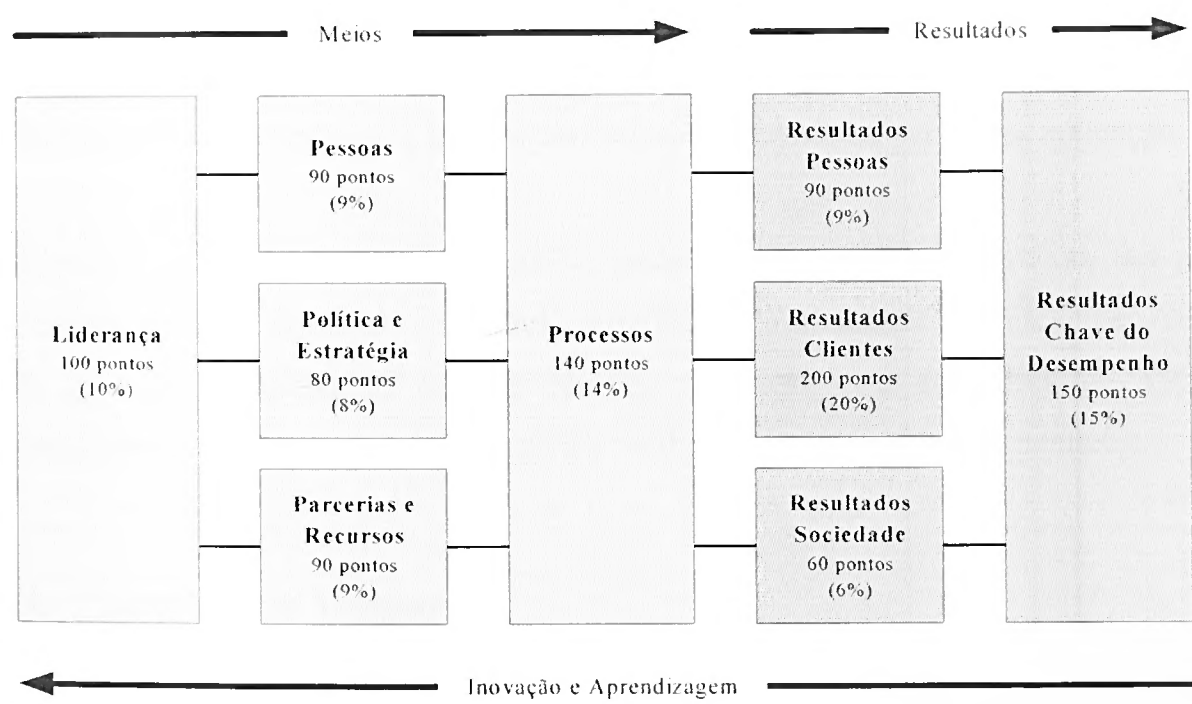 Meios
Resultados
Liderança
100 pontos
(10%)
Pessoas
90 pontos
(9%)
Política e
Estratégia
80 pontos
(8%)
Parcerias e
Recursos
90 pontos
(9%)
Processos
140 pontos
(14%)
Resultados
Pessoas
90 pontos
(9%)
Resultados
Clientes
200 pontos
(20%)
Resultados
Sociedade
60 pontos
(6%)
Resultados
Chave do
Desempenho
150 pontos
(15%)
Inovação e Aprendizagem